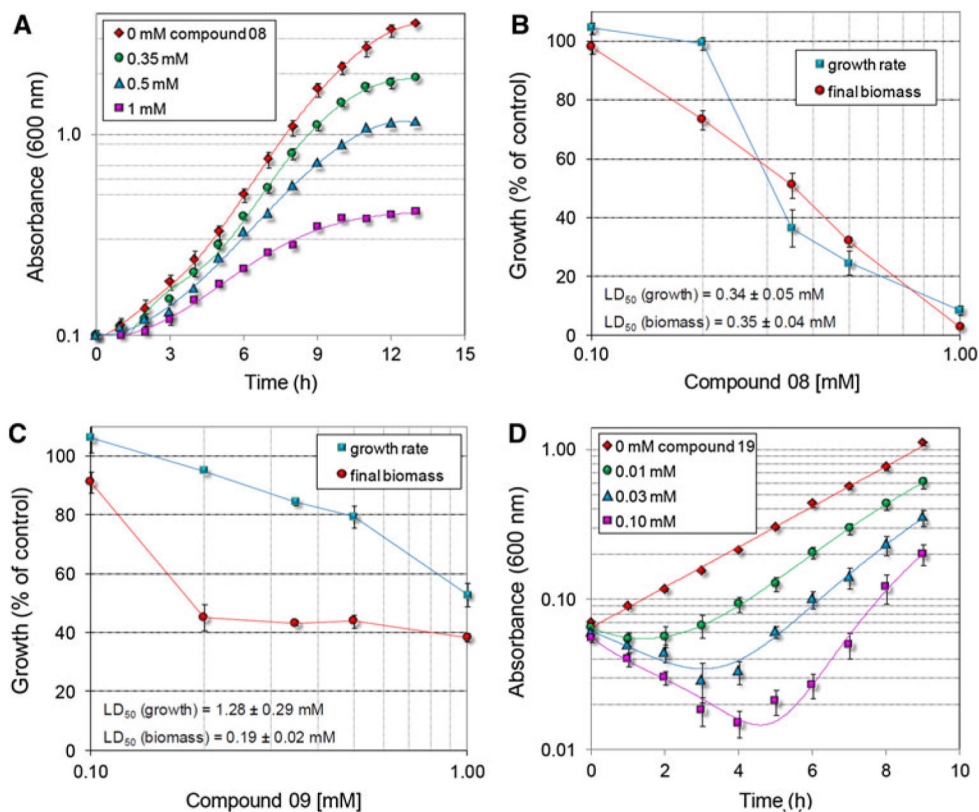 A
0 mM compound 08
0.35 mM
0.5 mM
1 mM
Absorbance (600 nm)
1.0
0.1
0 3 6 9 12 15
Time (h)
B
growth rate
final biomass
Growth (% of control)
100
80
60
40
20
0
LD50 (growth) = 0.34 ± 0.05 mM
LD50 (biomass) = 0.35 ± 0.04 mM
0.10 1.00
Compound 08 [mM]
C
growth rate
final biomass
Growth (% of control)
100
80
60
40
20
0
LD50 (growth) = 1.28 ± 0.29 mM
LD50 (biomass) = 0.19 ± 0.02 mM
0.10 1.00
Compound 09 [mM]
D
0 mM compound 19
0.01 mM
0.03 mM
0.10 mM
Absorbance (600 nm)
1.00
0.10
0.01
0 2 4 6 8 10
Time (h)